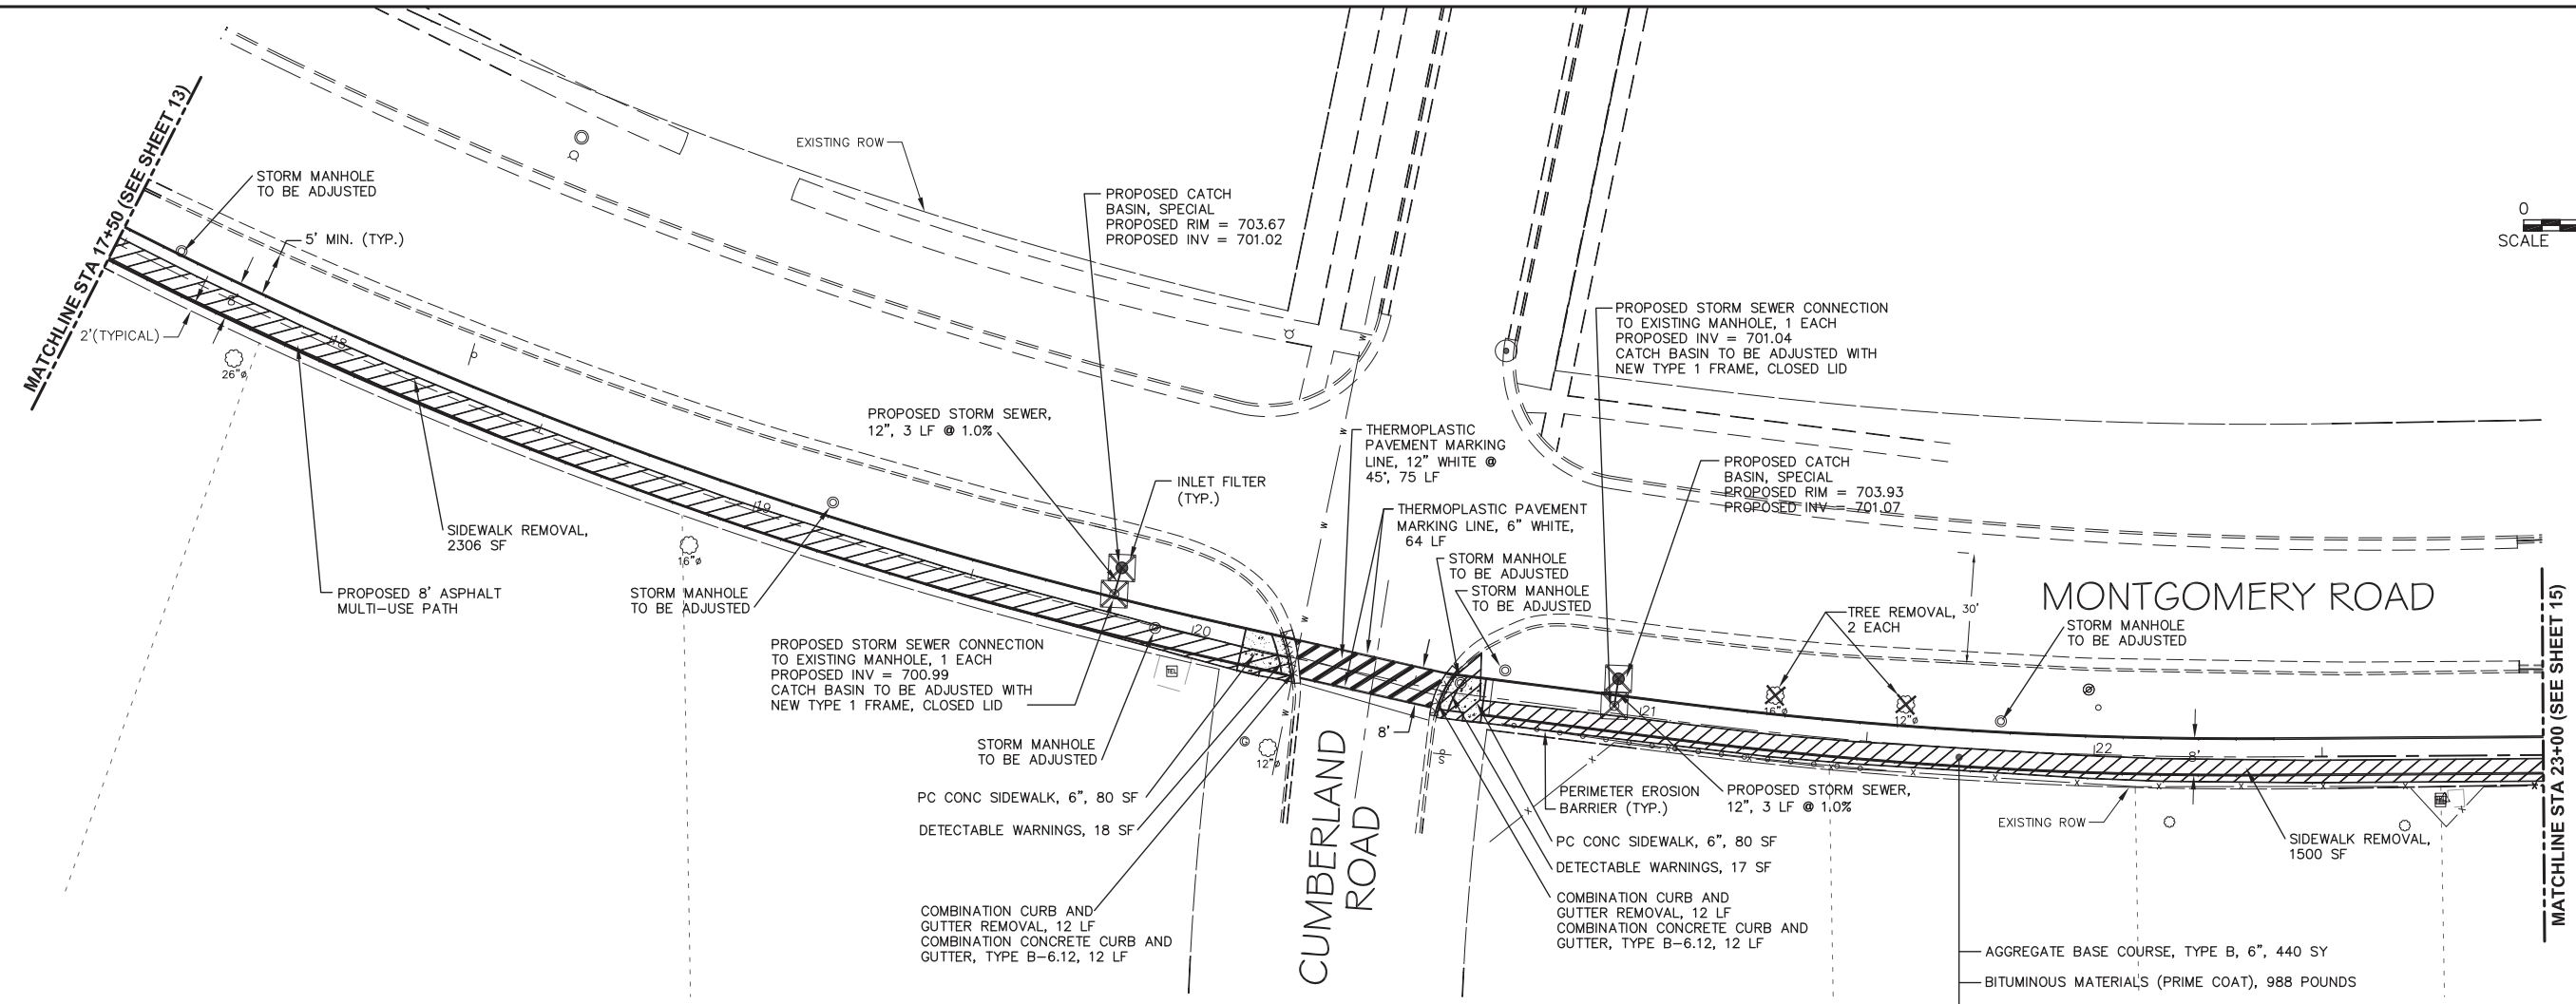 MATCHLINE STA 17+50 (SEE SHEET 13)
STORM MANHOLE
TO BE ADJUSTED
5' MIN. (TYP.)
2'(TYPICAL)
8'
26"ø
18
EXISTING ROW
PROPOSED CATCH
BASIN, SPECIAL
PROPOSED RIM = 703.67
PROPOSED INV = 701.02
0
SCALE
PROPOSED STORM SEWER CONNECTION
TO EXISTING MANHOLE, 1 EACH
PROPOSED INV = 701.04
CATCH BASIN TO BE ADJUSTED WITH
NEW TYPE 1 FRAME, CLOSED LID
PROPOSED STORM SEWER,
12", 3 LF @ 1.0%
THERMOPLASTIC
PAVEMENT MARKING
LINE, 12" WHITE @
45°, 75 LF
INLET FILTER
(TYP.)
PROPOSED CATCH
BASIN, SPECIAL
PROPOSED RIM = 703.93
PROPOSED INV = 701.07
THERMOPLASTIC PAVEMENT
MARKING LINE, 6" WHITE,
64 LF
SIDEWALK REMOVAL,
2306 SF
19
16"ø
PROPOSED 8' ASPHALT
MULTI-USE PATH
STORM MANHOLE
TO BE ADJUSTED
STORM MANHOLE
TO BE ADJUSTED
STORM MANHOLE
TO BE ADJUSTED
MONTGOMERY ROAD
TREE REMOVAL,
2 EACH
30'
STORM MANHOLE
TO BE ADJUSTED
MATCHLINE STA 23+00 (SEE SHEET 15)
20
TEL
PROPOSED STORM SEWER CONNECTION
TO EXISTING MANHOLE, 1 EACH
PROPOSED INV = 700.99
CATCH BASIN TO BE ADJUSTED WITH
NEW TYPE 1 FRAME, CLOSED LID
STORM MANHOLE
TO BE ADJUSTED
12"ø
8'
21
16"ø
12"ø
22
8'
PC CONC SIDEWALK, 6", 80 SF
DETECTABLE WARNINGS, 18 SF
CUMBERLAND
ROAD
PERIMETER EROSION
BARRIER (TYP.)
PROPOSED STORM SEWER,
12", 3 LF @ 1.0%
EXISTING ROW
SIDEWALK REMOVAL,
1500 SF
PC CONC SIDEWALK, 6", 80 SF
DETECTABLE WARNINGS, 17 SF
COMBINATION CURB AND
GUTTER REMOVAL, 12 LF
COMBINATION CONCRETE CURB AND
GUTTER, TYPE B-6.12, 12 LF
COMBINATION CURB AND
GUTTER REMOVAL, 12 LF
COMBINATION CONCRETE CURB AND
GUTTER, TYPE B-6.12, 12 LF
AGGREGATE BASE COURSE, TYPE B, 6", 440 SY
BITUMINOUS MATERIALS (PRIME COAT), 988 POUNDS